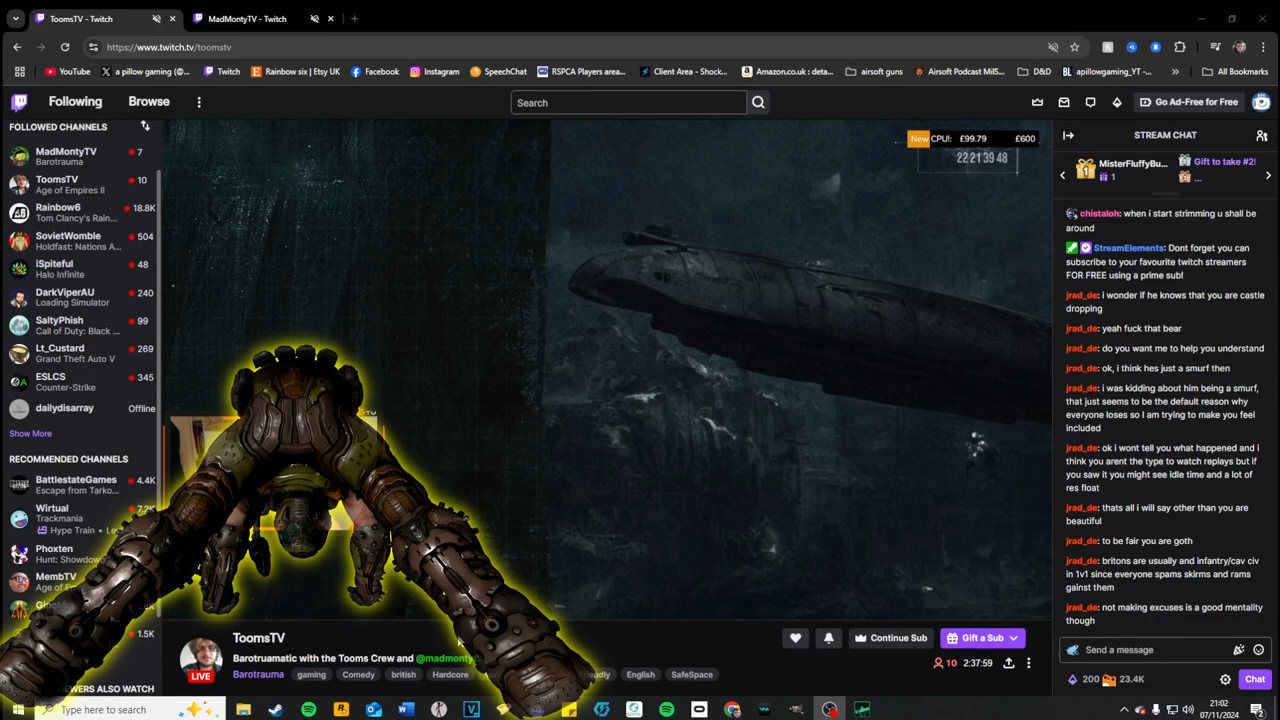 ToomsTV - Twitch
MadMontyTV - Twitch
https://www.twitch.tv/toomstv
YouTube
a pillow gaming (@...
Twitch
Rainbow six | Etsy UK
Facebook
Instagram
SpeechChat
RSPCA Players area...
Client Area - Shock...
Amazon.co.uk : deta...
airsoft guns
Airsoft Podcast MilS...
D&D
BL apillowgaming_YT -...
All Bookmarks
Following
Browse
Search
Go Ad-Free for Free
FOLLOWED CHANNELS
MadMontyTV 7
Barotrauma
ToomsTV 10
Age of Empires II
Rainbow6 18.8K
Tom Clancy's Rain...
SovietWomble 504
Holdfast: Nations A...
iSpiteful 48
Halo Infinite
DarkViperAU 240
Loading Simulator
SaltyPhish 99
Call of Duty: Black ...
Lt_Custard 269
Grand Theft Auto V
ESLCS 345
Counter-Strike
dailydisarray Offline
Show More
RECOMMENDED CHANNELS
BattlestateGames 4.4K
Escape from Tarko...
Wirtual 7.2K
Trackmania
Hype Train
Phoxten
Hunt: Showdow
MembTV
Age of Em
1.5K
VIEWERS ALSO WATCH
New CPU!: £99.79 £600
22 21 39 48
TV
ToomsTV
LIVE
Barotruamatic with the Tooms Crew and @madmonty
Barotrauma
gaming
Comedy
british
Hardcore
English
SafeSpace
Continue Sub
Gift a Sub
10
2:37:59
STREAM CHAT
MisterFluffyBu...
1
Gift to take #2!
...
chistaloh: when i start strimming u shall be
around
StreamElements: Dont forget you can
subscribe to your favourite twitch streamers
FOR FREE using a prime sub!
jrad_de: i wonder if he knows that you are castle
dropping
jrad_de: yeah fuck that bear
jrad_de: do you want me to help you understand
jrad_de: ok, i think hes just a smurf then
jrad_de: i was kidding about him being a smurf,
that just seems to be the default reason why
everyone loses so I am trying to make you feel
included
jrad_de: ok i wont tell you what happened and i
think you arent the type to watch replays but if
you saw it you might see idle time and a lot of
res float
jrad_de: thats all i will say other than you are
beautiful
jrad_de: to be fair you are goth
jrad_de: britons are usually and infantry/cav civ
in 1v1 since everyone spams skirms and rams
gainst them
jrad_de: not making excuses is a good mentality
though
Send a message
200
23.4K
Chat
Type here to search
21:02
07/11/2024